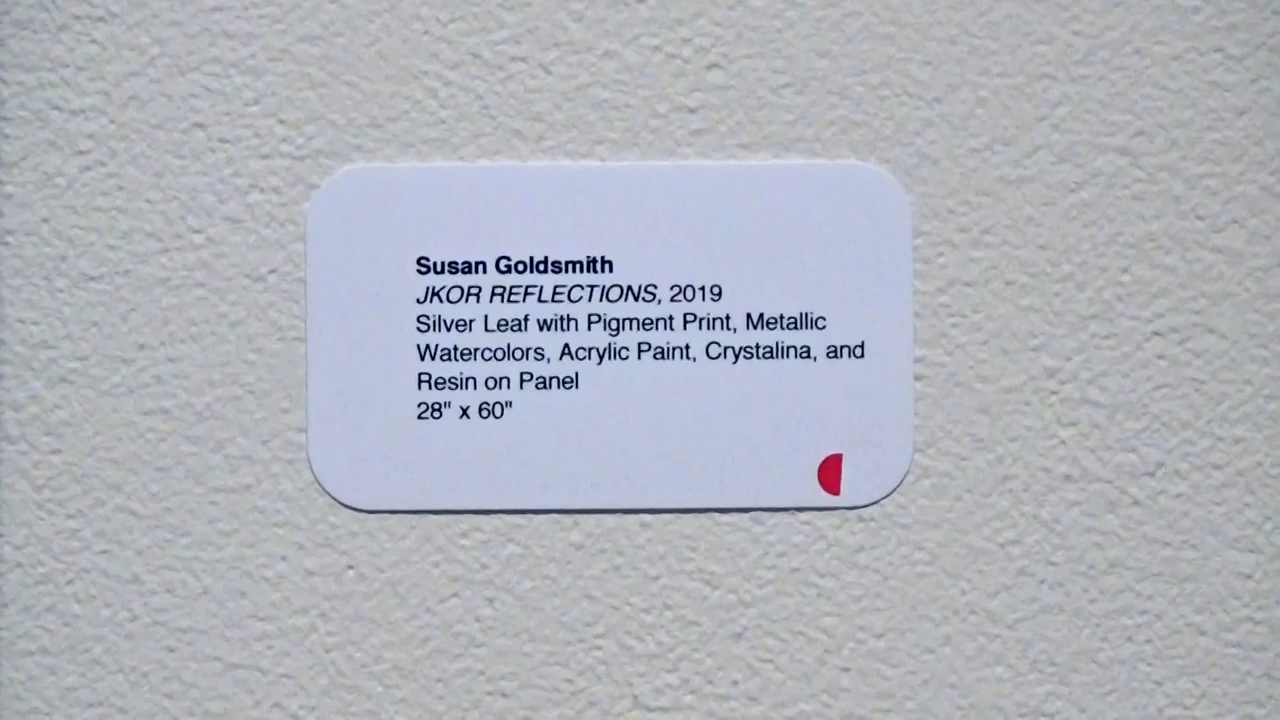 Susan Goldsmith
JKOR REFLECTIONS, 2019
Silver Leaf with Pigment Print, Metallic
Watercolors, Acrylic Paint, Crystalina, and
Resin on Panel
28" x 60"